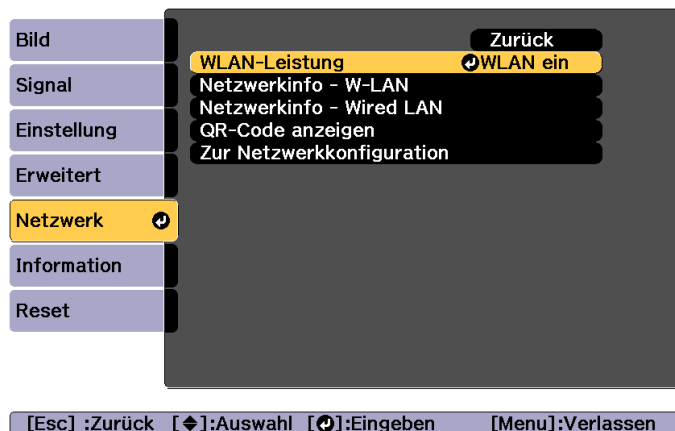 Bild
Signal
Einstellung
Erweitert
Netzwerk
Information
Reset
Zurück
WLAN-Leistung WLAN ein
Netzwerkinfo - W-LAN
Netzwerkinfo - Wired LAN
QR-Code anzeigen
Zur Netzwerkkonfiguration
[Esc] :Zurück [◆]:Auswahl [↵]:Eingeben [Menu]:Verlassen